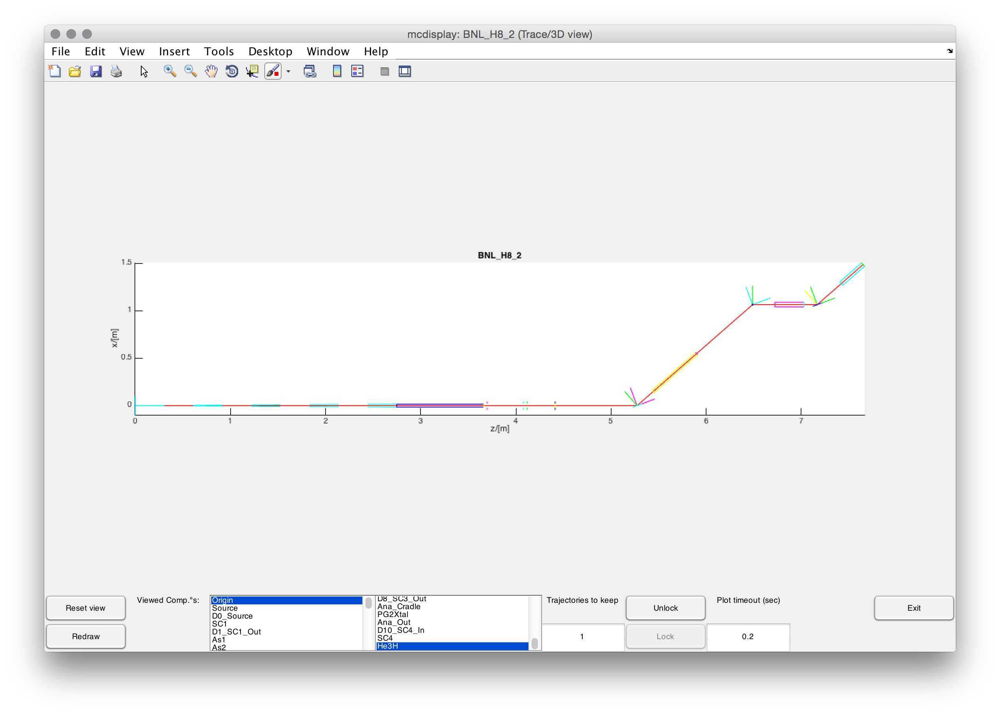 mcdisplay: BNL_H8_2 (Trace/3D view)
File Edit View Insert Tools Desktop Window Help
BNL_H8_2
1.5
1
0.5
0
x/[m]
0 1 2 3 4 5 6 7
z/[m]
Reset view
Redraw
Viewed Comp."s:
Origin
Source
D0_Source
SC1
D1_SC1_Out
As1
As2
D8_SC3_Out
Ana_Cradle
PG2Xtal
Ana_Out
D10_SC4_In
SC4
He3H
Trajectories to keep
1
Unlock
Lock
Plot timeout (sec)
0.2
Exit